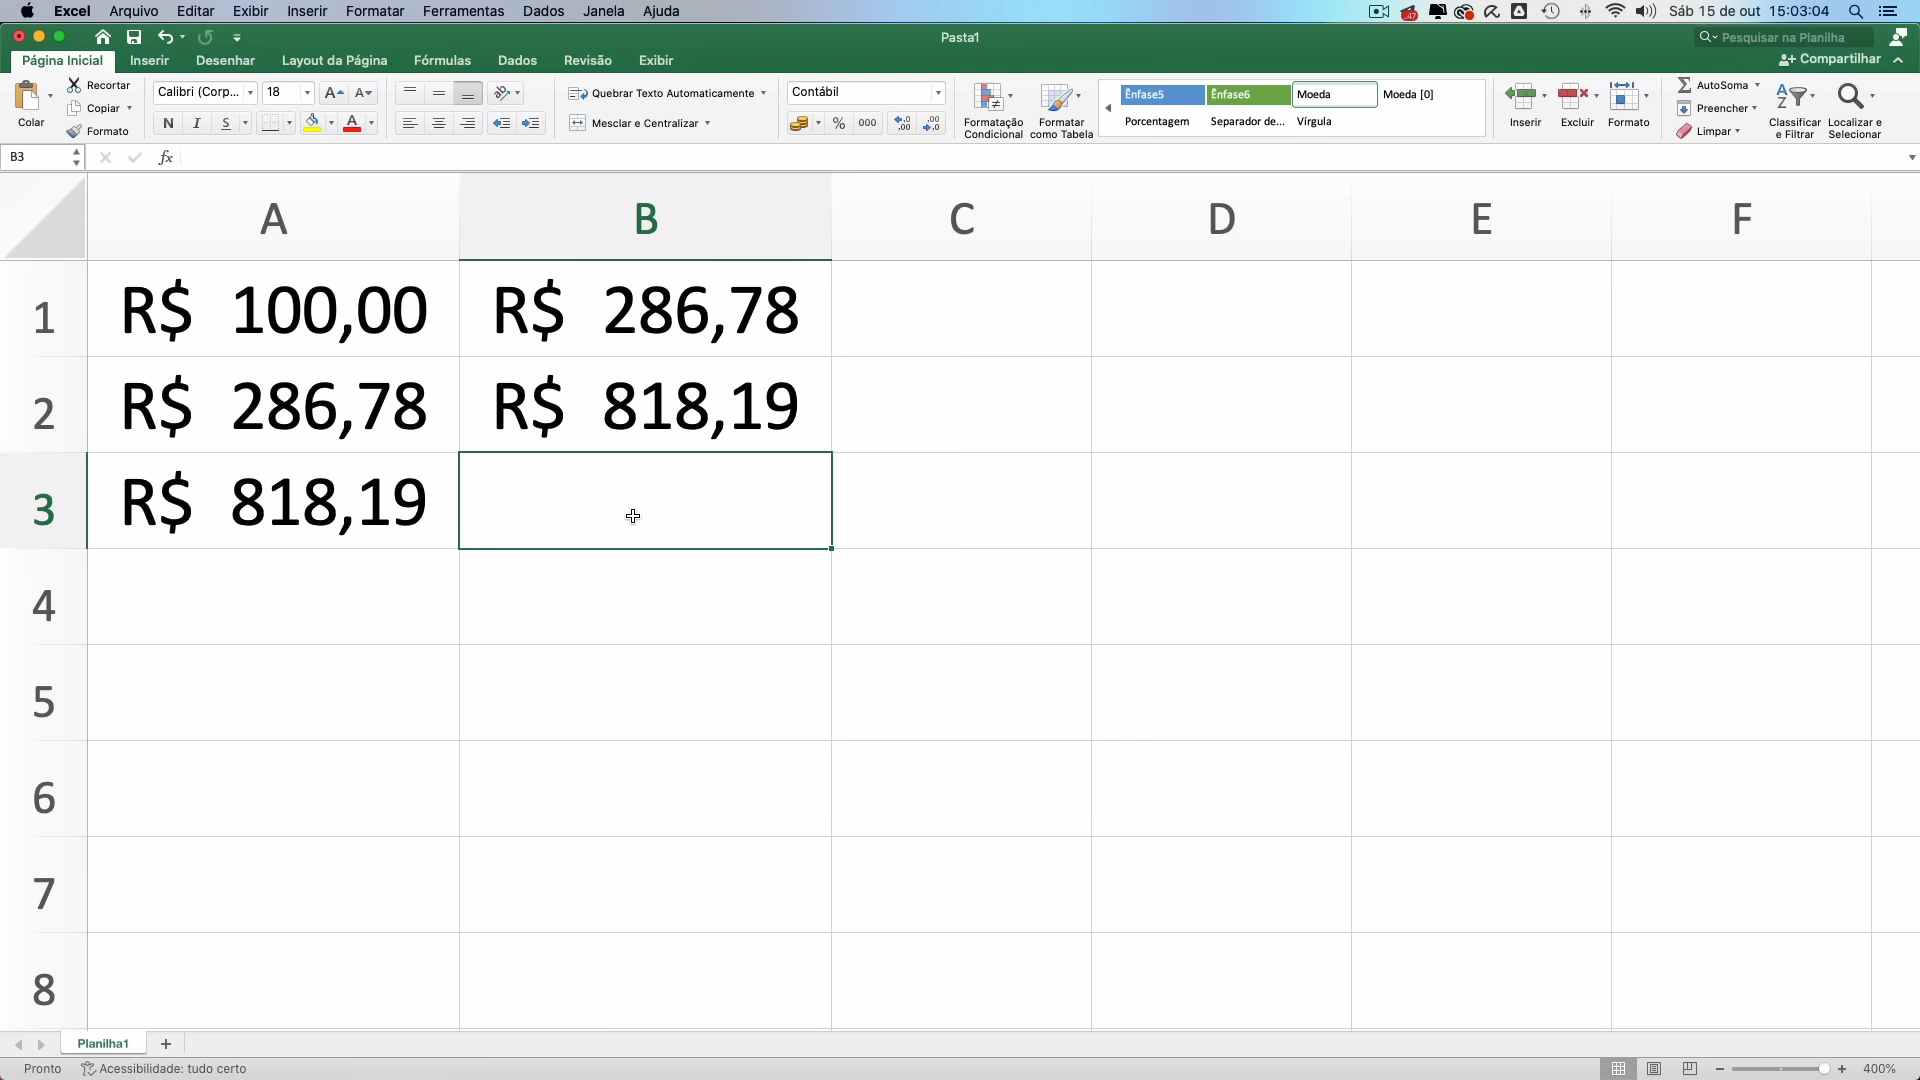 Excel Arquivo Editar Exibir Inserir Formatar Ferramentas Dados Janela Ajuda
47
Sáb 15 de out 15:03:04
Pasta1
Pesquisar na Planilha
Página Inicial Inserir Desenhar Layout da Página Fórmulas Dados Revisão Exibir
Compartilhar
Colar
Recortar
Copiar
Formato
Calibri (Corp... 18
N I S
Quebrar Texto Automaticamente
Mesclar e Centralizar
Contábil
% 000
Formatação Condicional
Formatar como Tabela
Ênfase5 Ênfase6 Moeda Moeda [0]
Porcentagem Separador de... Vírgula
Inserir Excluir Formato
AutoSoma
Preencher
Limpar
Classificar e Filtrar
Localizar e Selecionar
B3 fx
A B C D E F
1 R$ 100,00 R$ 286,78
2 R$ 286,78 R$ 818,19
3 R$ 818,19
4
5
6
7
8
Planilha1
Pronto Acessibilidade: tudo certo 400%